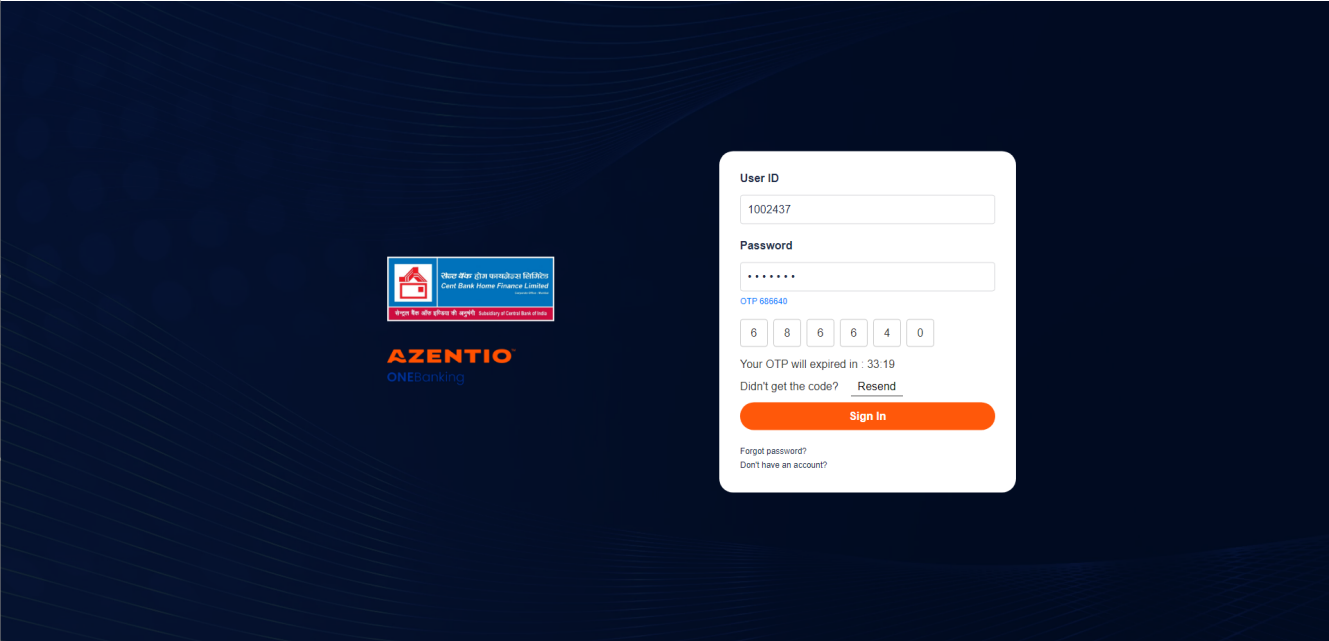 सेन्ट बैंक होम फायनेंस लिमिटेड
Cent Bank Home Finance Limited
सेन्ट्रल बैंक ऑफ इण्डिया की अनुषंगी Subsidiary of Central Bank of India
AZENTIO
ONEBanking
User ID
1002437
Password
•••••••
OTP 686640
6 8 6 6 4 0
Your OTP will expired in : 33:19
Didn't get the code? Resend
Sign In
Forgot password?
Don't have an account?